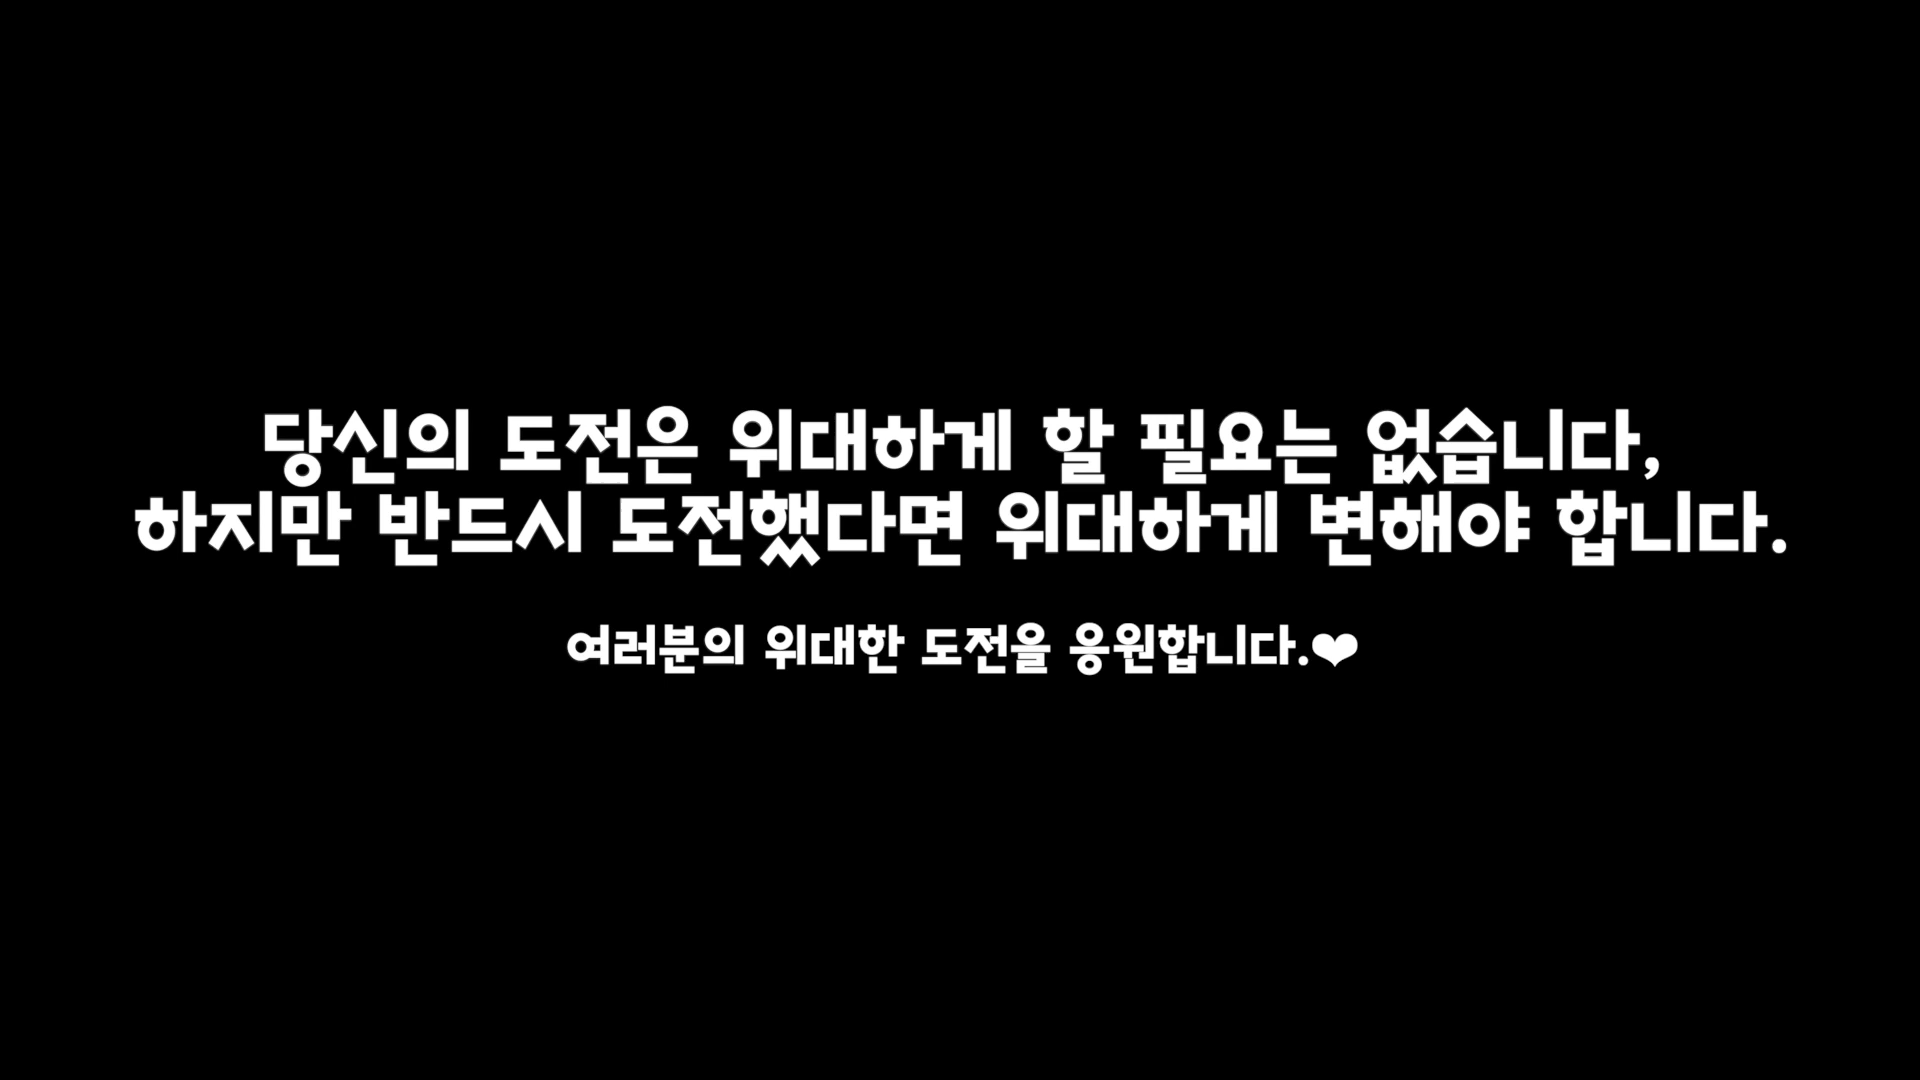 당신의 도전은 위대하게 할 필요는 없습니다,
하지만 반드시 도전했다면 위대하게 변해야 합니다.
여러분의 위대한 도전을 응원합니다.❤